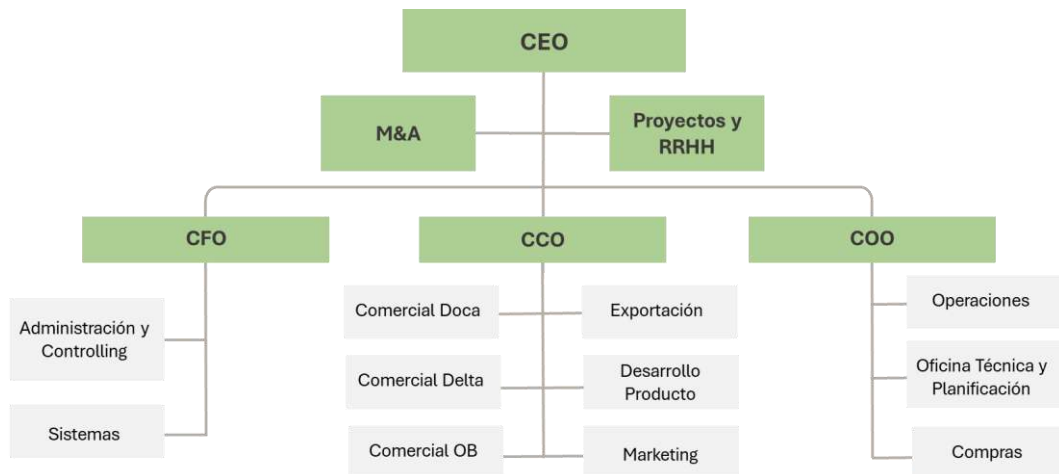 CEO
M&A
Proyectos y
RRHH
CFO
CCO
COO
Administración y
Controlling
Sistemas
Comercial Doca
Exportación
Comercial Delta
Desarrollo
Producto
Comercial OB
Marketing
Operaciones
Oficina Técnica y
Planificación
Compras